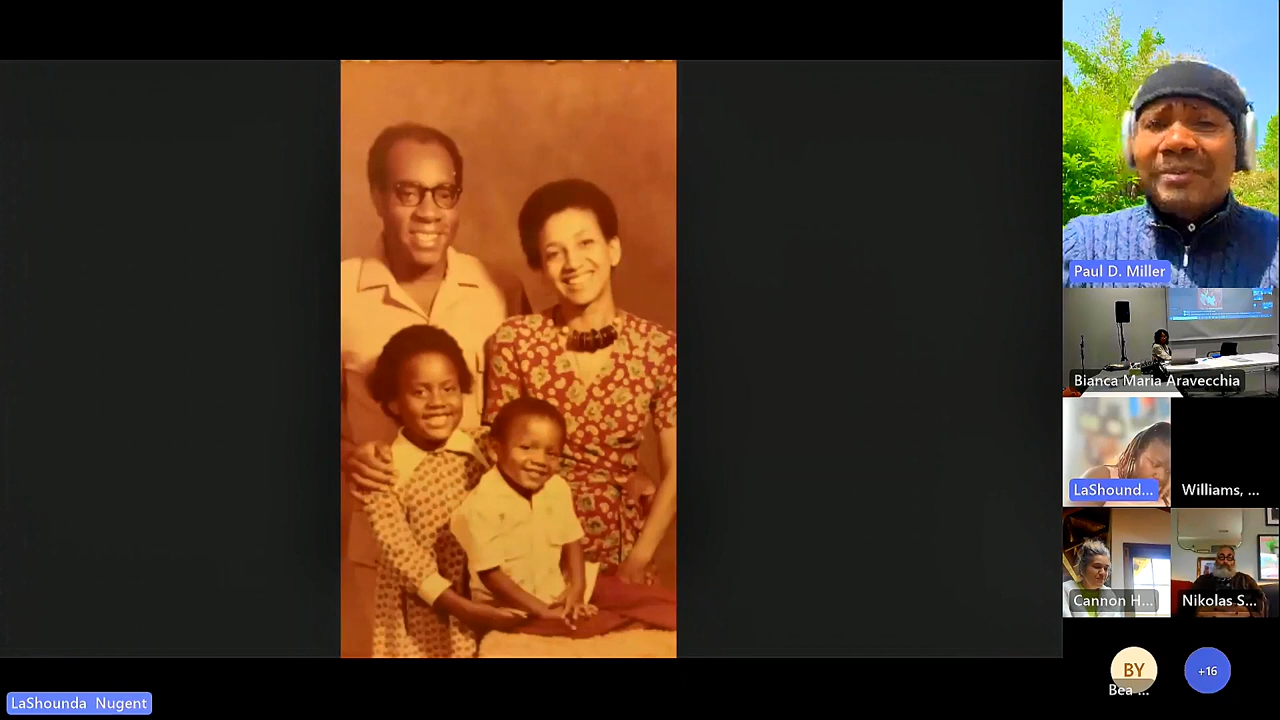 Paul D. Miller
Bianca Maria Aravecchia
LaShound...
Williams, ...
Cannon H...
Nikolas S...
BY
Bea ...
+16
LaShounda Nugent